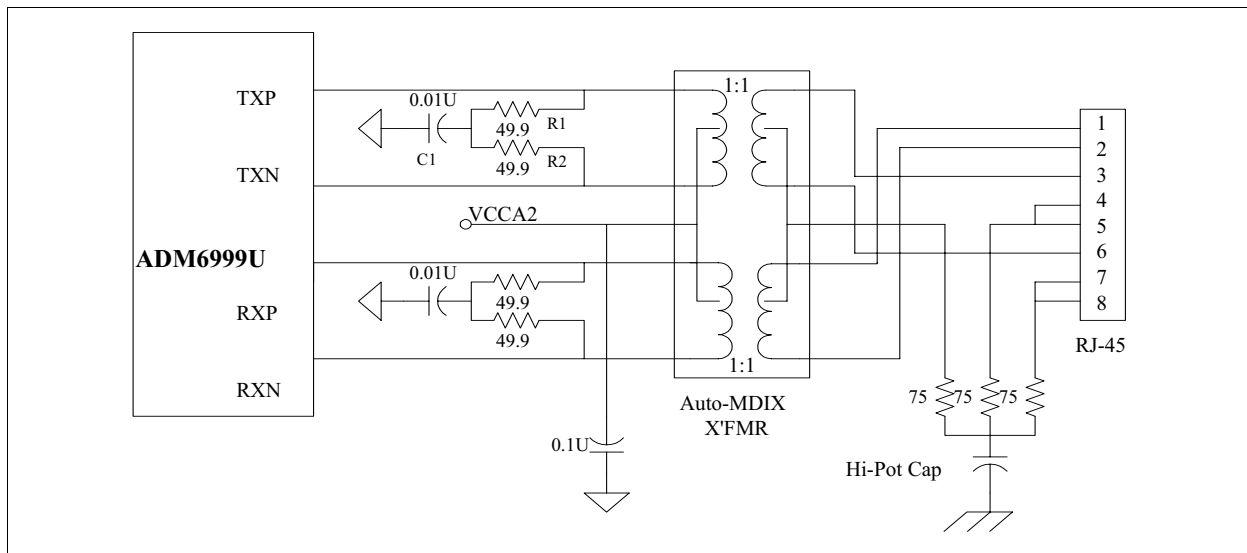 1:1
TXP
0.01U
R1
49.9
C1
R2
49.9
TXN
VCCA2
ADM6999U
0.01U
49.9
RXP
49.9
RXN
1:1
Auto-MDIX
X'FMR
0.1U
1
2
3
4
5
6
7
8
RJ-45
75
75
75
Hi-Pot Cap